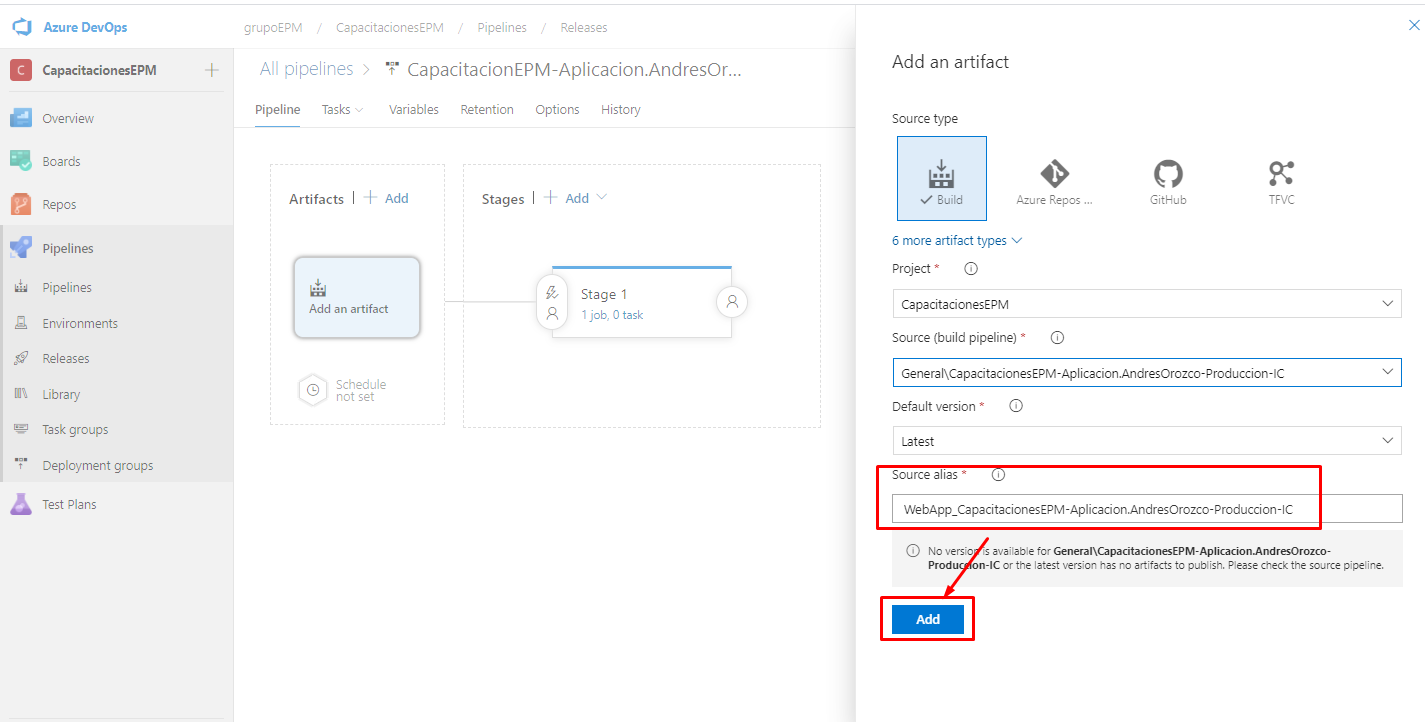 Azure DevOps
grupoEPM / CapacitacionesEPM / Pipelines / Releases
C CapacitacionesEPM
Overview
Boards
Repos
Pipelines
Pipelines
Environments
Releases
Library
Task groups
Deployment groups
Test Plans
All pipelines > CapacitacionEPM-Aplicacion.AndresOr...
Pipeline Tasks Variables Retention Options History
Artifacts | + Add
Add an artifact
Schedule
not set
Stages | + Add
Stage 1
1 job, 0 task
Add an artifact
Source type
Build
Azure Repos ...
GitHub
TFVC
6 more artifact types
Project *
CapacitacionesEPM
Source (build pipeline) *
General\CapacitacionesEPM-Aplicacion.AndresOrozco-Produccion-IC
Default version *
Latest
Source alias *
WebApp_CapacitacionesEPM-Aplicacion.AndresOrozco-Produccion-IC
No version is available for General\CapacitacionesEPM-Aplicacion.AndresOrozco-
Produccion-IC or the latest version has no artifacts to publish. Please check the source pipeline.
Add